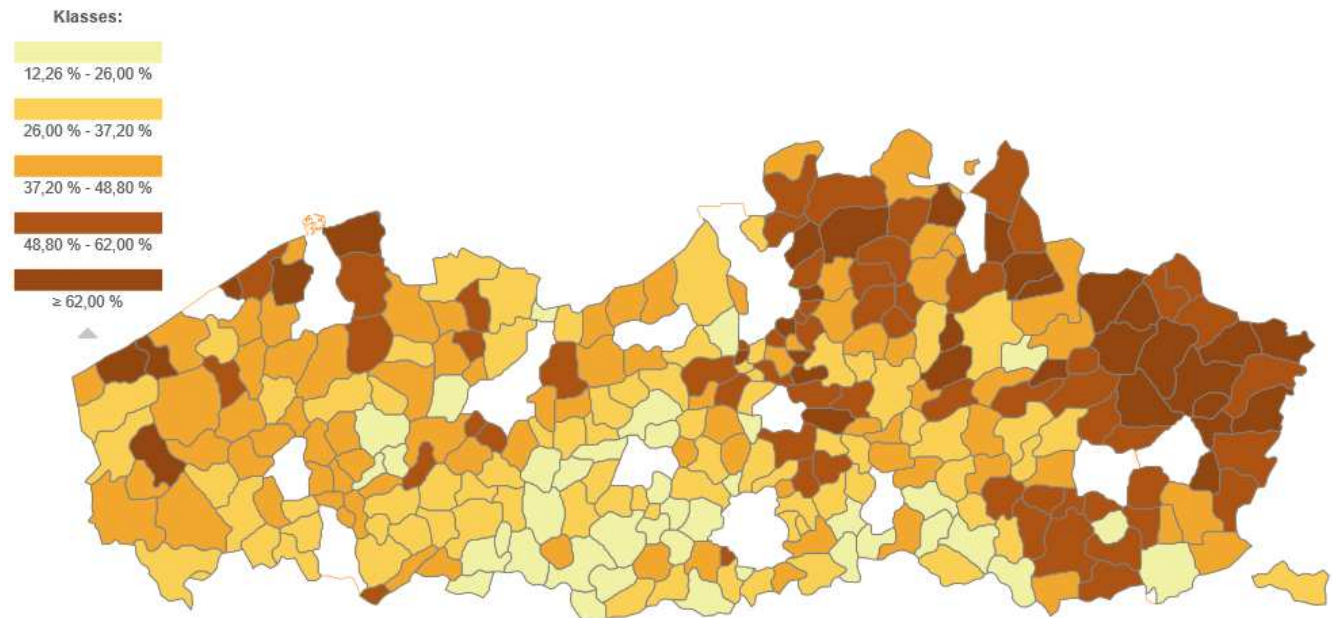 Klasses:
12,26 % - 26,00 %
26,00 % - 37,20 %
37,20 % - 48,80 %
48,80 % - 62,00 %
≥ 62,00 %